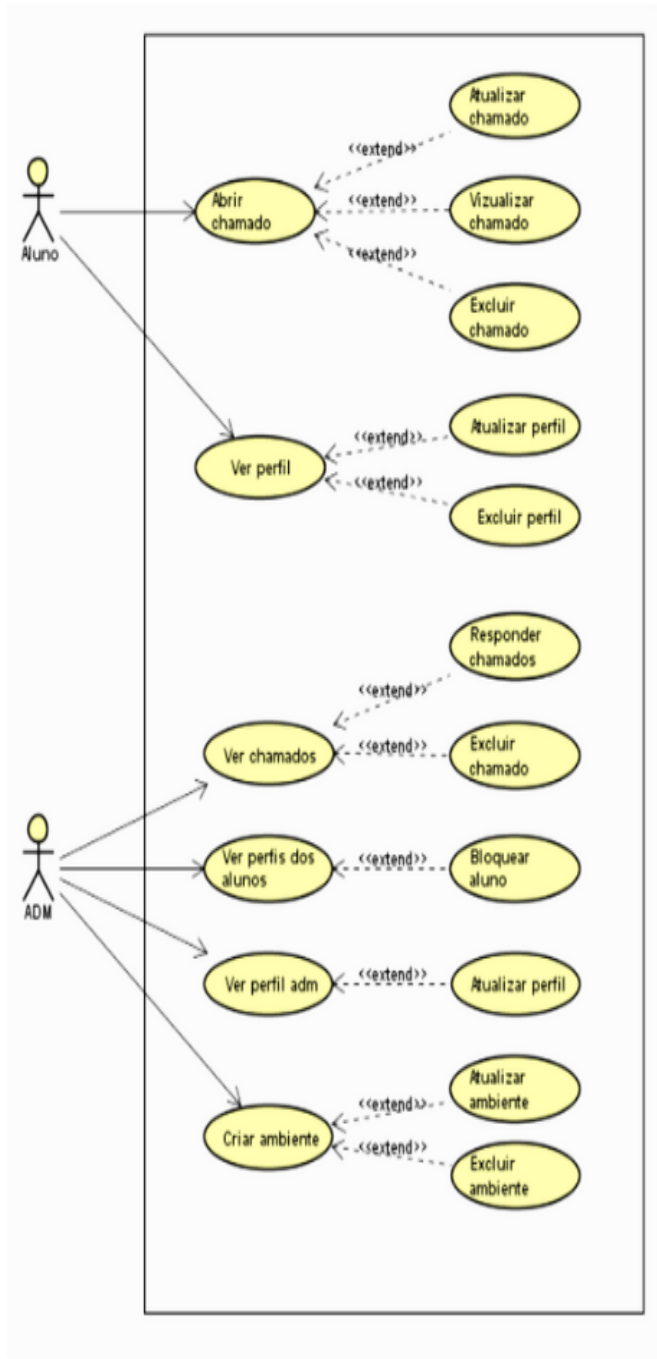 Atualizar
chamado
<<extend>>
Abrir
chamado
<<extend>>
Vizualizar
chamado
Aluno
<<extend>>
Excluir
chamado
<<extend>>
Atualizar perfil
Ver perfil
<<extend>>
Excluir perfil
Responder
chamados
<<extend>>
Ver chamados
<<extend>>
Excluir
chamado
ADM
Ver perfis dos
alunos
<<extend>>
Bloquear
aluno
Ver perfil adm
<<extend>>
Atualizar perfil
Atualizar
ambiente
<<extend>>
Criar ambiente
<<extend>>
Excluir
ambiente